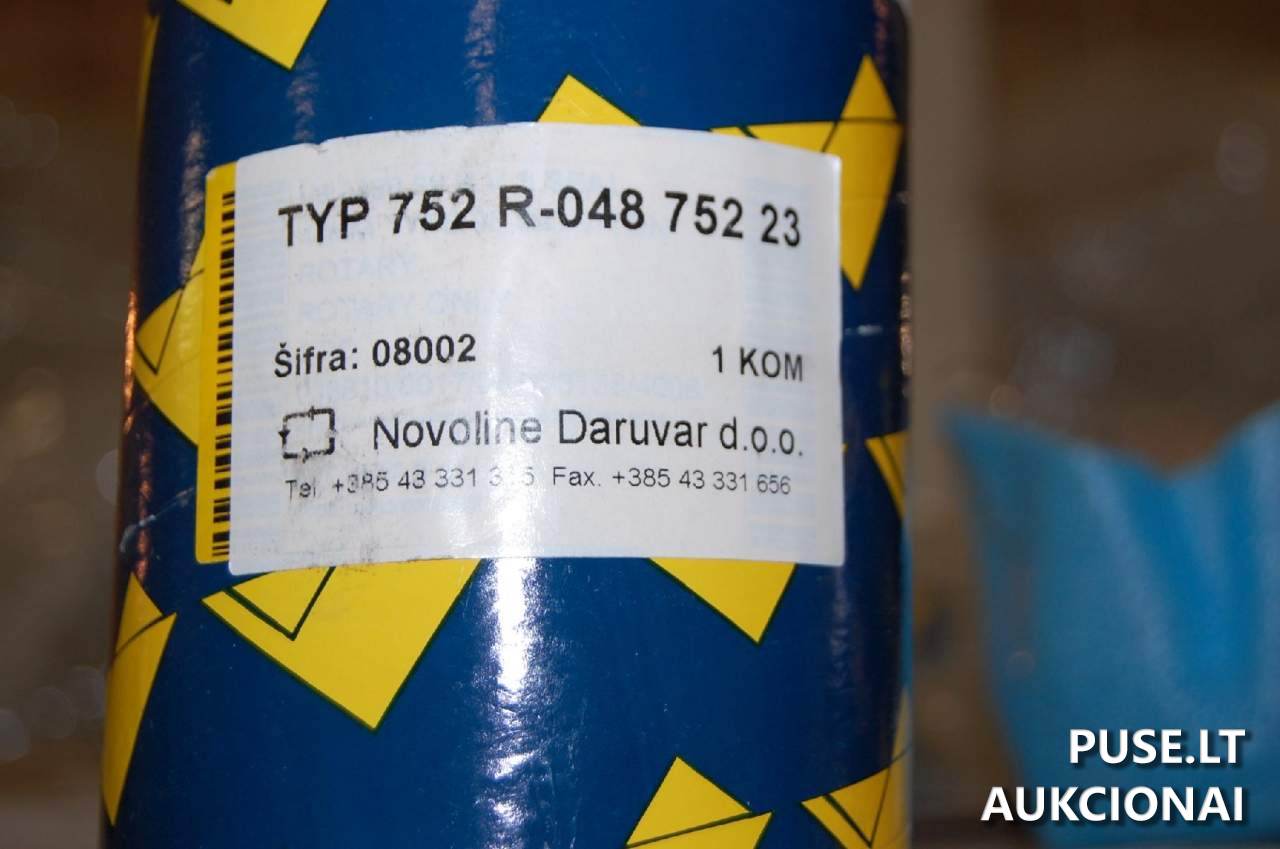 TYP 752 R-048 752 23
Šifra: 08002 1 KOM
Novoline Daruvar d.o.o.
Tel. +385 43 331 Fax. +385 43 331 656
PUSE.LT
AUKCIONAI